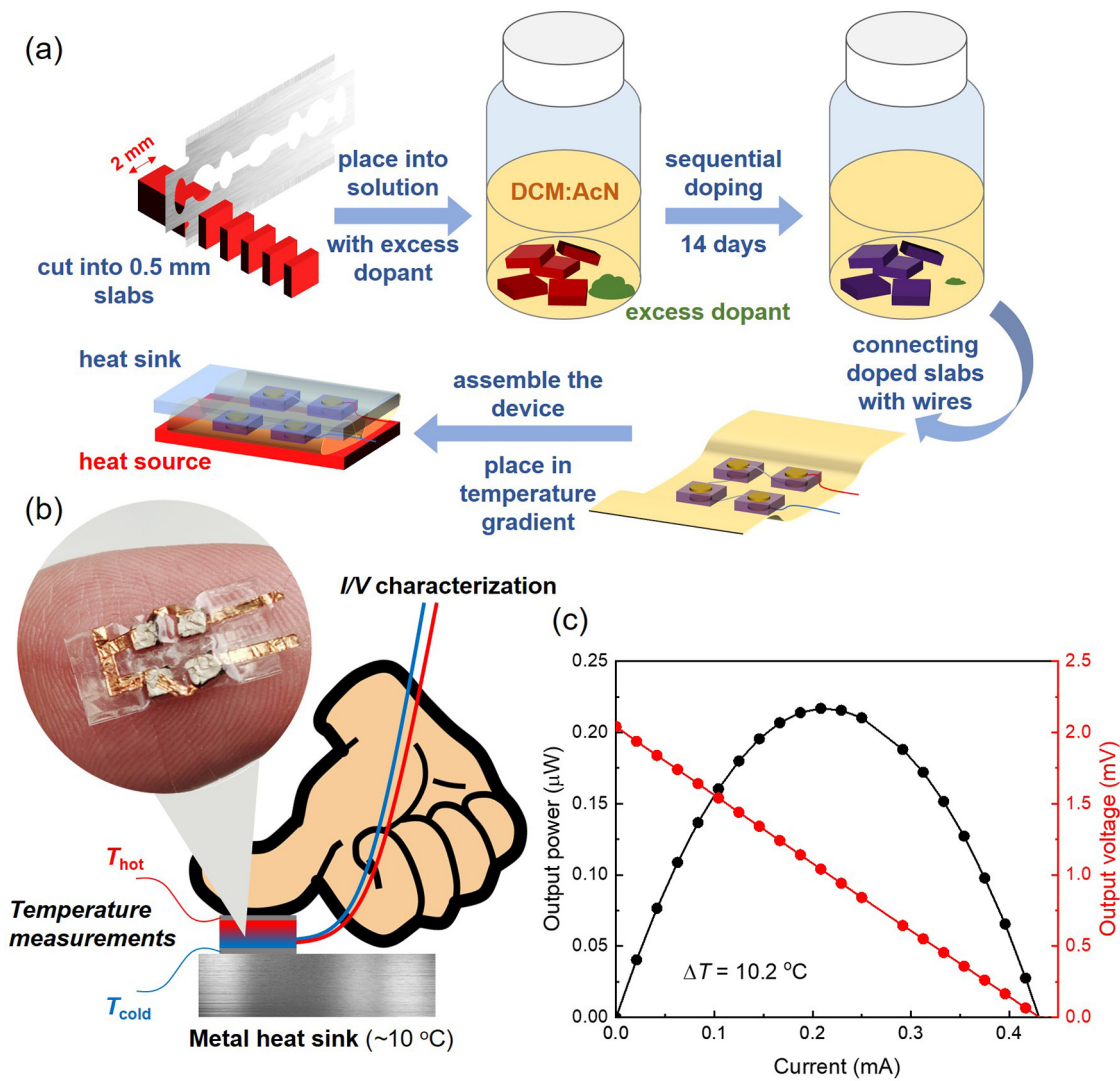 (a)
2 mm
cut into 0.5 mm
slabs
place into
solution
with excess
dopant
DCM:AcN
excess dopant
sequential
doping
14 days
connecting
doped slabs
with wires
assemble the
device
place in
temperature
gradient
heat sink
heat source
(b)
I/V characterization
T hot
Temperature
measurements
T cold
Metal heat sink (~10 °C)
(c)
Output power (μW)
0.25
0.20
0.15
0.10
0.05
0.00
Output voltage (mV)
2.5
2.0
1.5
1.0
0.5
0.0
ΔT = 10.2 °C
0.0 0.1 0.2 0.3 0.4
Current (mA)